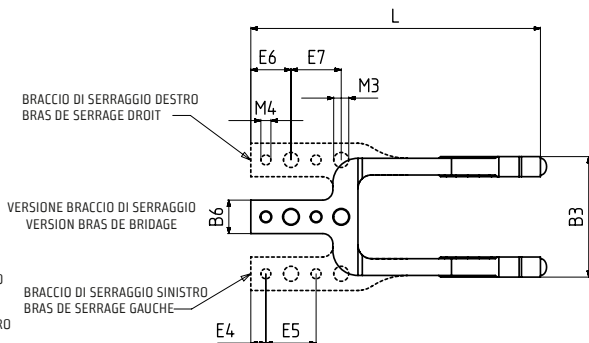 L
E6
E7
M3
M4
BRACCIO DI SERRAGGIO DESTRO
BRAS DE SERRAGE DROIT
VERSIONE BRACCIO DI SERRAGGIO
VERSION BRAS DE BRIDAGE
B6
B3
BRACCIO DI SERRAGGIO SINISTRO
BRAS DE SERRAGE GAUCHE
E4
E5